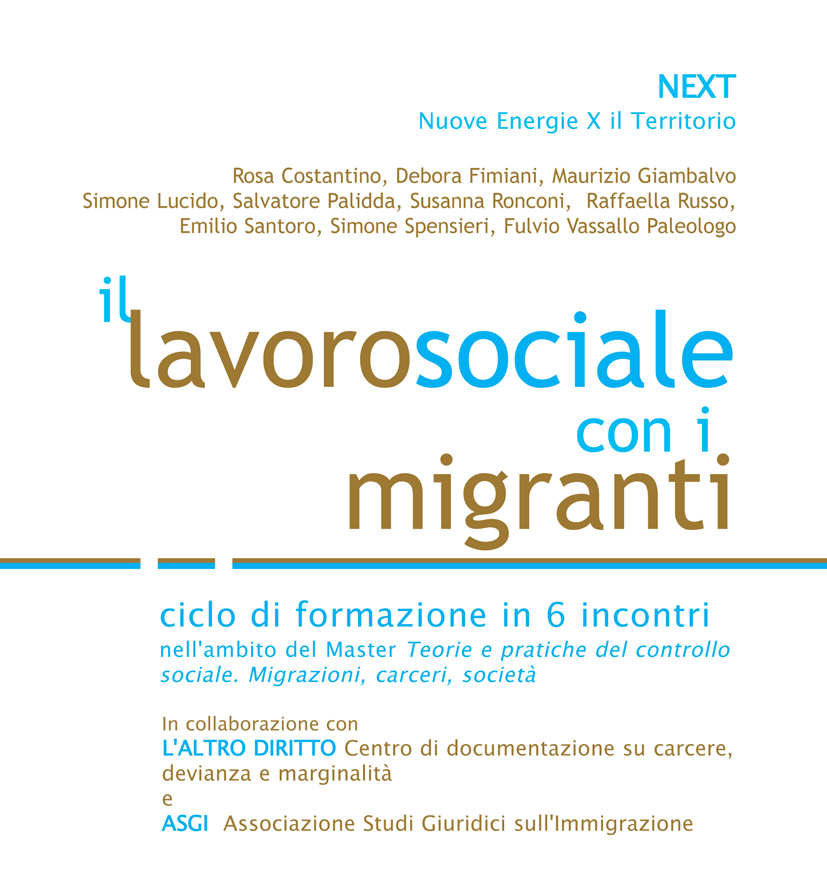 NEXT
Nuove Energie X il Territorio
Rosa Costantino, Debora Fimiani, Maurizio Giambalvo
Simone Lucido, Salvatore Palidda, Susanna Ronconi, Raffaella Russo,
Emilio Santoro, Simone Spensieri, Fulvio Vassallo Paleologo
il
lavorosociale
con i
migranti
ciclo di formazione in 6 incontri
nell'ambito del Master Teorie e pratiche del controllo
sociale. Migrazioni, carceri, società
In collaborazione con
L'ALTRO DIRITTO Centro di documentazione su carcere,
devianza e marginalità
e
ASGI Associazione Studi Giuridici sull'Immigrazione